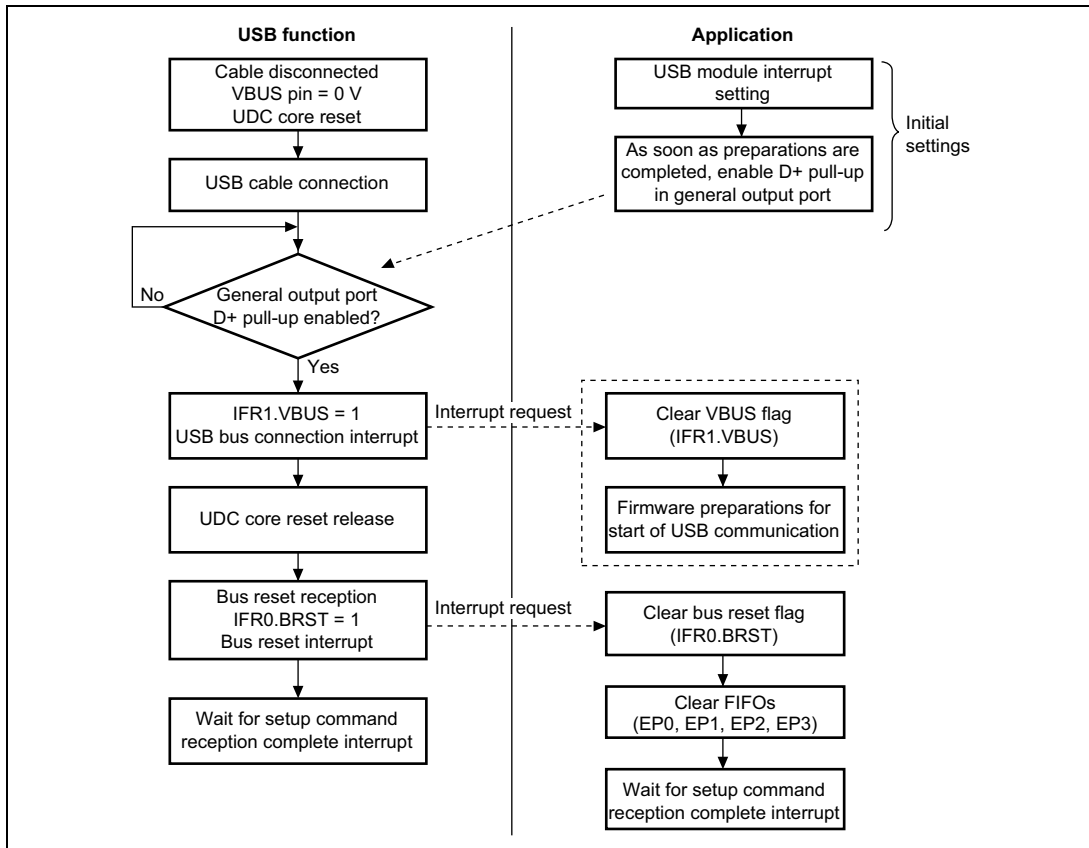 USB function
Cable disconnected
VBUS pin = 0 V
UDC core reset
USB cable connection
No
General output port
D+ pull-up enabled?
Yes
IFR1.VBUS = 1
USB bus connection interrupt
Interrupt request
UDC core reset release
Bus reset reception
IFR0.BRST = 1
Bus reset interrupt
Interrupt request
Wait for setup command
reception complete interrupt
Application
USB module interrupt
setting
As soon as preparations are
completed, enable D+ pull-up
in general output port
Initial
settings
Clear VBUS flag
(IFR1.VBUS)
Firmware preparations for
start of USB communication
Clear bus reset flag
(IFR0.BRST)
Clear FIFOs
(EP0, EP1, EP2, EP3)
Wait for setup command
reception complete interrupt